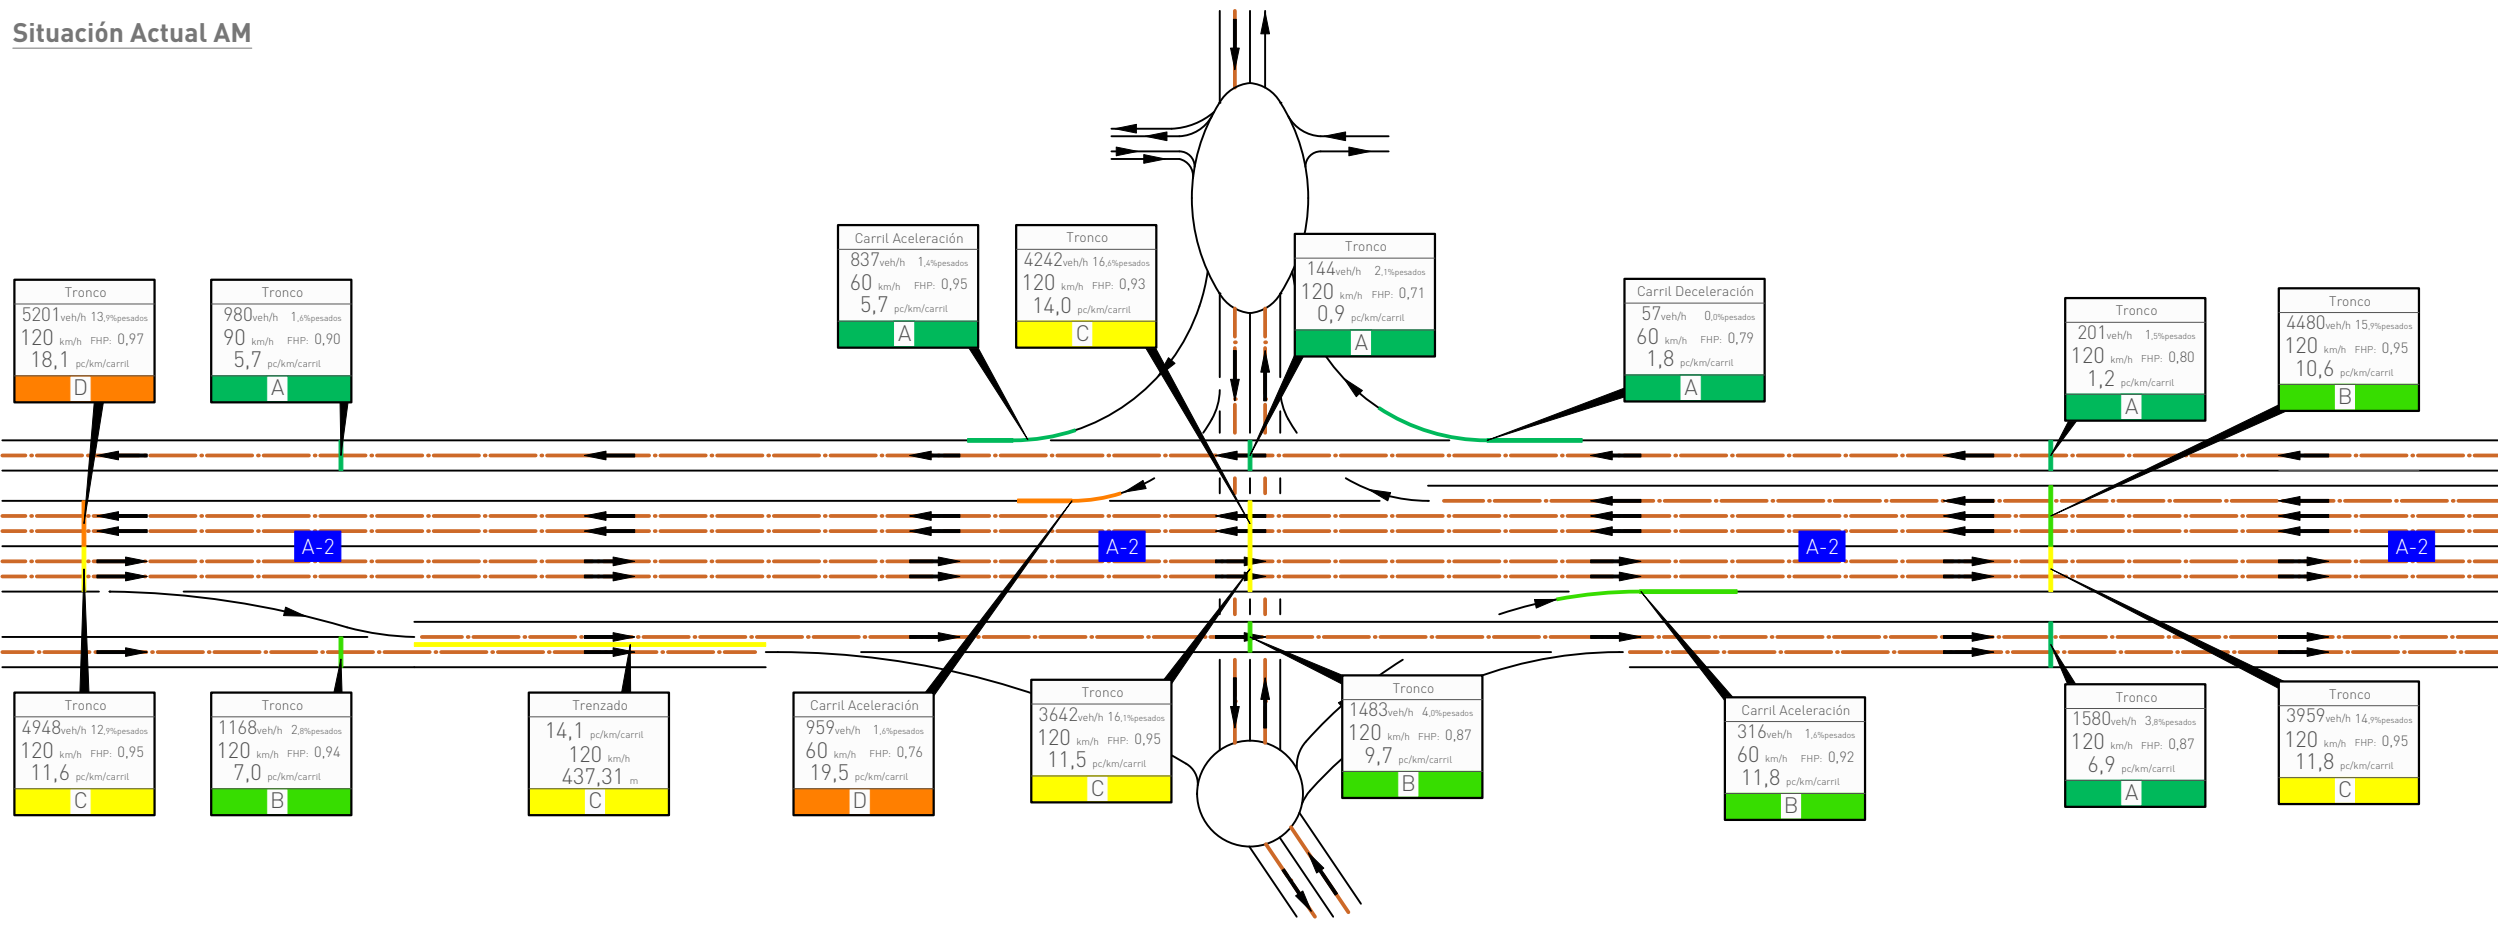 Situación Actual AM
Carril Aceleración
837veh/h 1,4%pesados
60 km/h FHP: 0,95
5,7 pc/km/carril
A
Tronco
4242veh/h 16,6%pesados
120 km/h FHP: 0,93
14,0 pc/km/carril
C
Tronco
144veh/h 2,1%pesados
120 km/h FHP: 0,71
0,9 pc/km/carril
A
Tronco
5201veh/h 13,9%pesados
120 km/h FHP: 0,97
18,1 pc/km/carril
D
Tronco
980veh/h 1,6%pesados
90 km/h FHP: 0,90
5,7 pc/km/carril
A
Carril Deceleración
57veh/h 0,0%pesados
60 km/h FHP: 0,79
1,8 pc/km/carril
A
Tronco
201veh/h 1,5%pesados
120 km/h FHP: 0,80
1,2 pc/km/carril
A
Tronco
4480veh/h 15,9%pesados
120 km/h FHP: 0,95
10,6 pc/km/carril
B
A-2
A-2
A-2
A-2
Tronco
4948veh/h 12,9%pesados
120 km/h FHP: 0,95
11,6 pc/km/carril
C
Tronco
1168veh/h 2,8%pesados
120 km/h FHP: 0,94
7,0 pc/km/carril
B
Trenzado
14,1 pc/km/carril
120 km/h
437,31 m
C
Carril Aceleración
959veh/h 1,6%pesados
60 km/h FHP: 0,76
19,5 pc/km/carril
D
Tronco
3642veh/h 16,1%pesados
120 km/h FHP: 0,95
11,5 pc/km/carril
C
Tronco
1483veh/h 4,0%pesados
120 km/h FHP: 0,87
9,7 pc/km/carril
B
Carril Aceleración
316veh/h 1,6%pesados
60 km/h FHP: 0,92
11,8 pc/km/carril
B
Tronco
1580veh/h 3,8%pesados
120 km/h FHP: 0,87
6,9 pc/km/carril
A
Tronco
3959veh/h 14,9%pesados
120 km/h FHP: 0,95
11,8 pc/km/carril
C